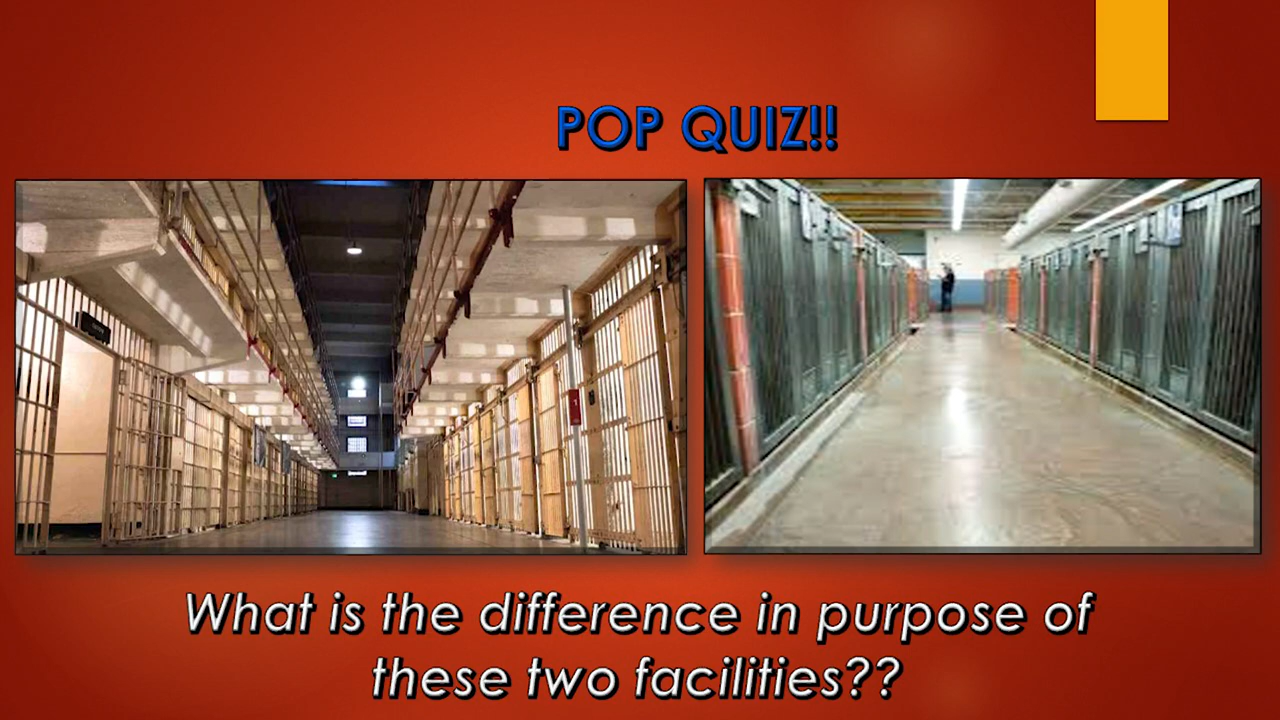 POP QUIZ!!
What is the difference in purpose of
these two facilities??